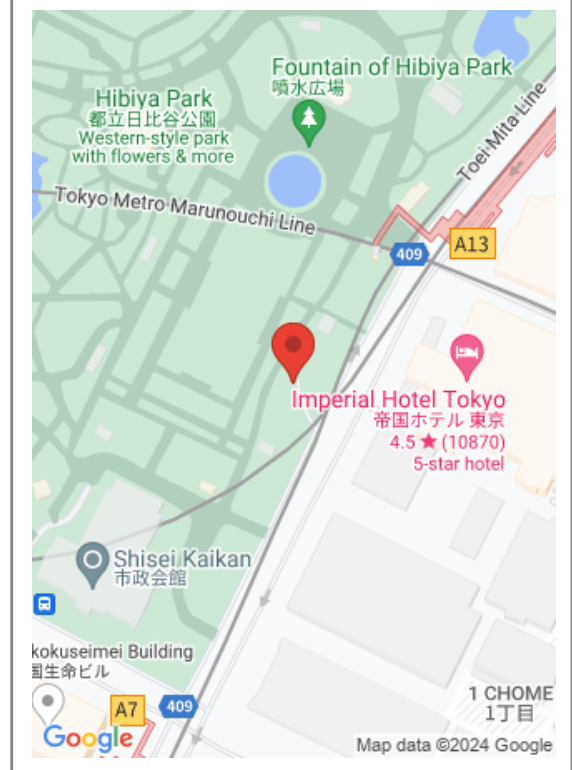 Fountain of Hibiya Park
噴水広場
Hibiya Park
都立日比谷公園
Western-style park
with flowers & more
Toei Mita Line
Tokyo Metro Marunouchi Line
409
A13
Imperial Hotel Tokyo
帝国ホテル 東京
4.5 ★ (10870)
5-star hotel
Shisei Kaikan
市政会館
kokuseimei Building
国生命ビル
A7
409
1 CHOME
1丁目
Google
Map data ©2024 Google